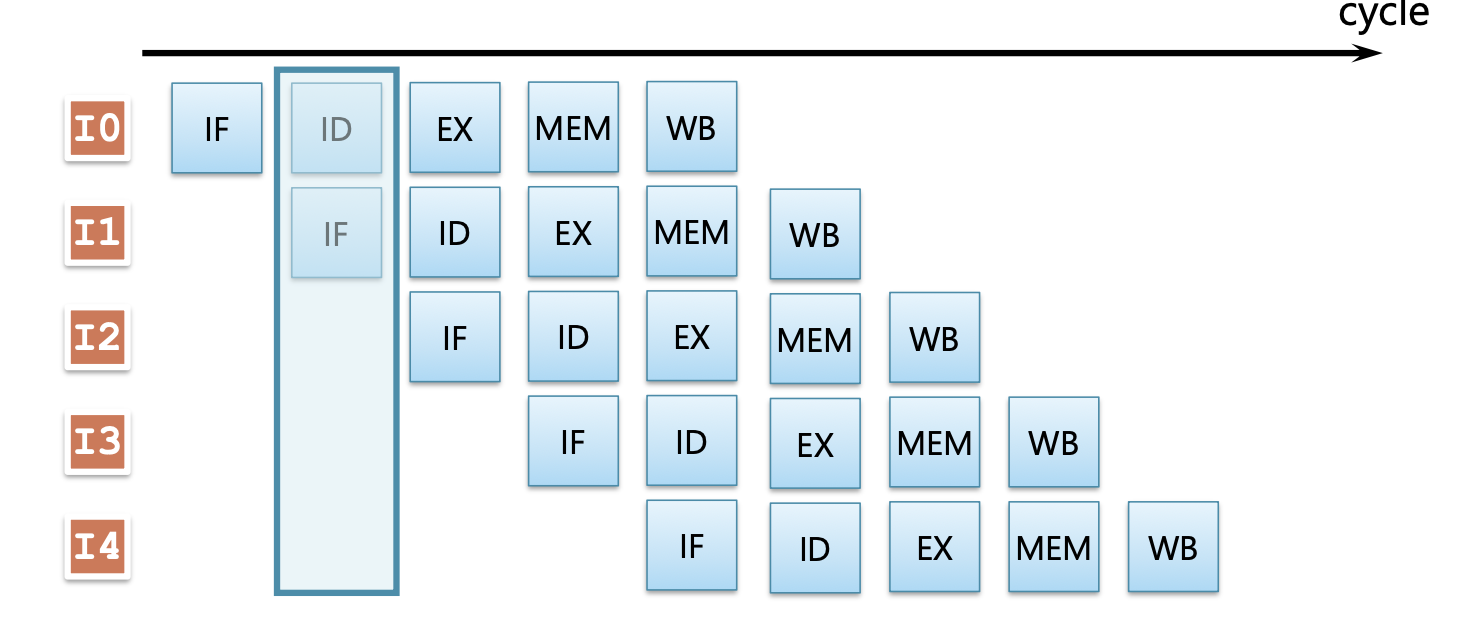 cycle
I0 IF ID EX MEM WB
I1 IF ID EX MEM WB
I2 IF ID EX MEM WB
I3 IF ID EX MEM WB
I4 IF ID EX MEM WB